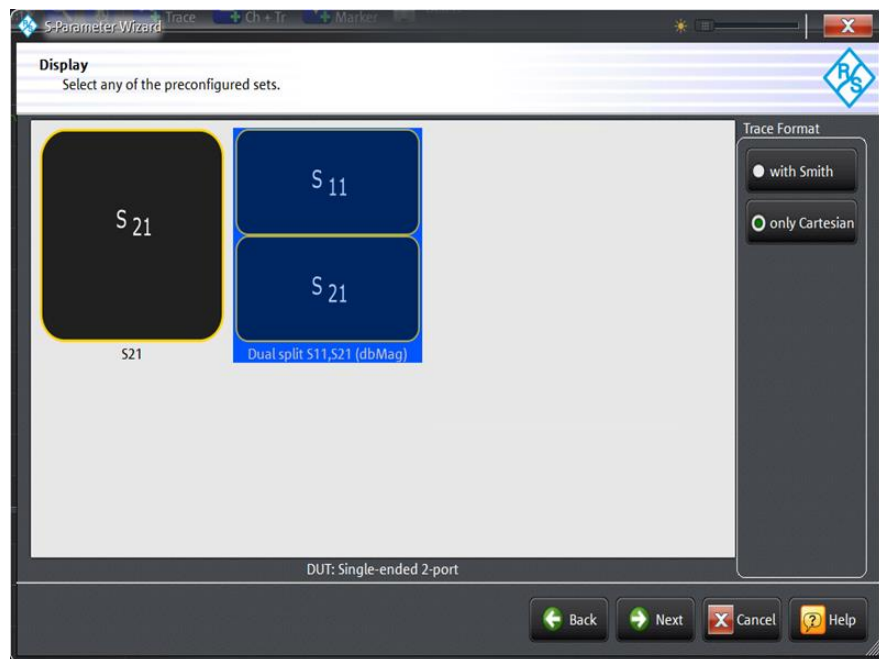 Trace Ch + Tr Marker
S-Parameter Wizard
X
Display
Select any of the preconfigured sets.
R/S
Trace Format
with Smith
only Cartesian
S 21
S21
S 11
S 21
Dual split S11,S21 (dbMag)
DUT: Single-ended 2-port
Back Next Cancel Help